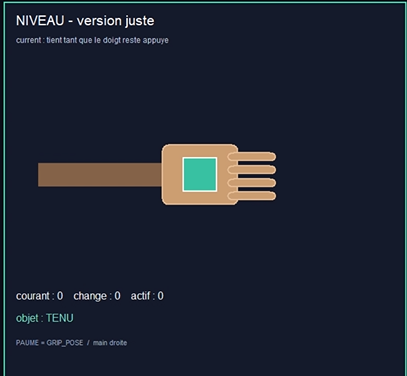 NIVEAU - version juste
current : tient tant que le doigt reste appuye
courant : 0 change : 0 actif : 0
objet : TENU
PAUME = GRIP_POSE / main droite